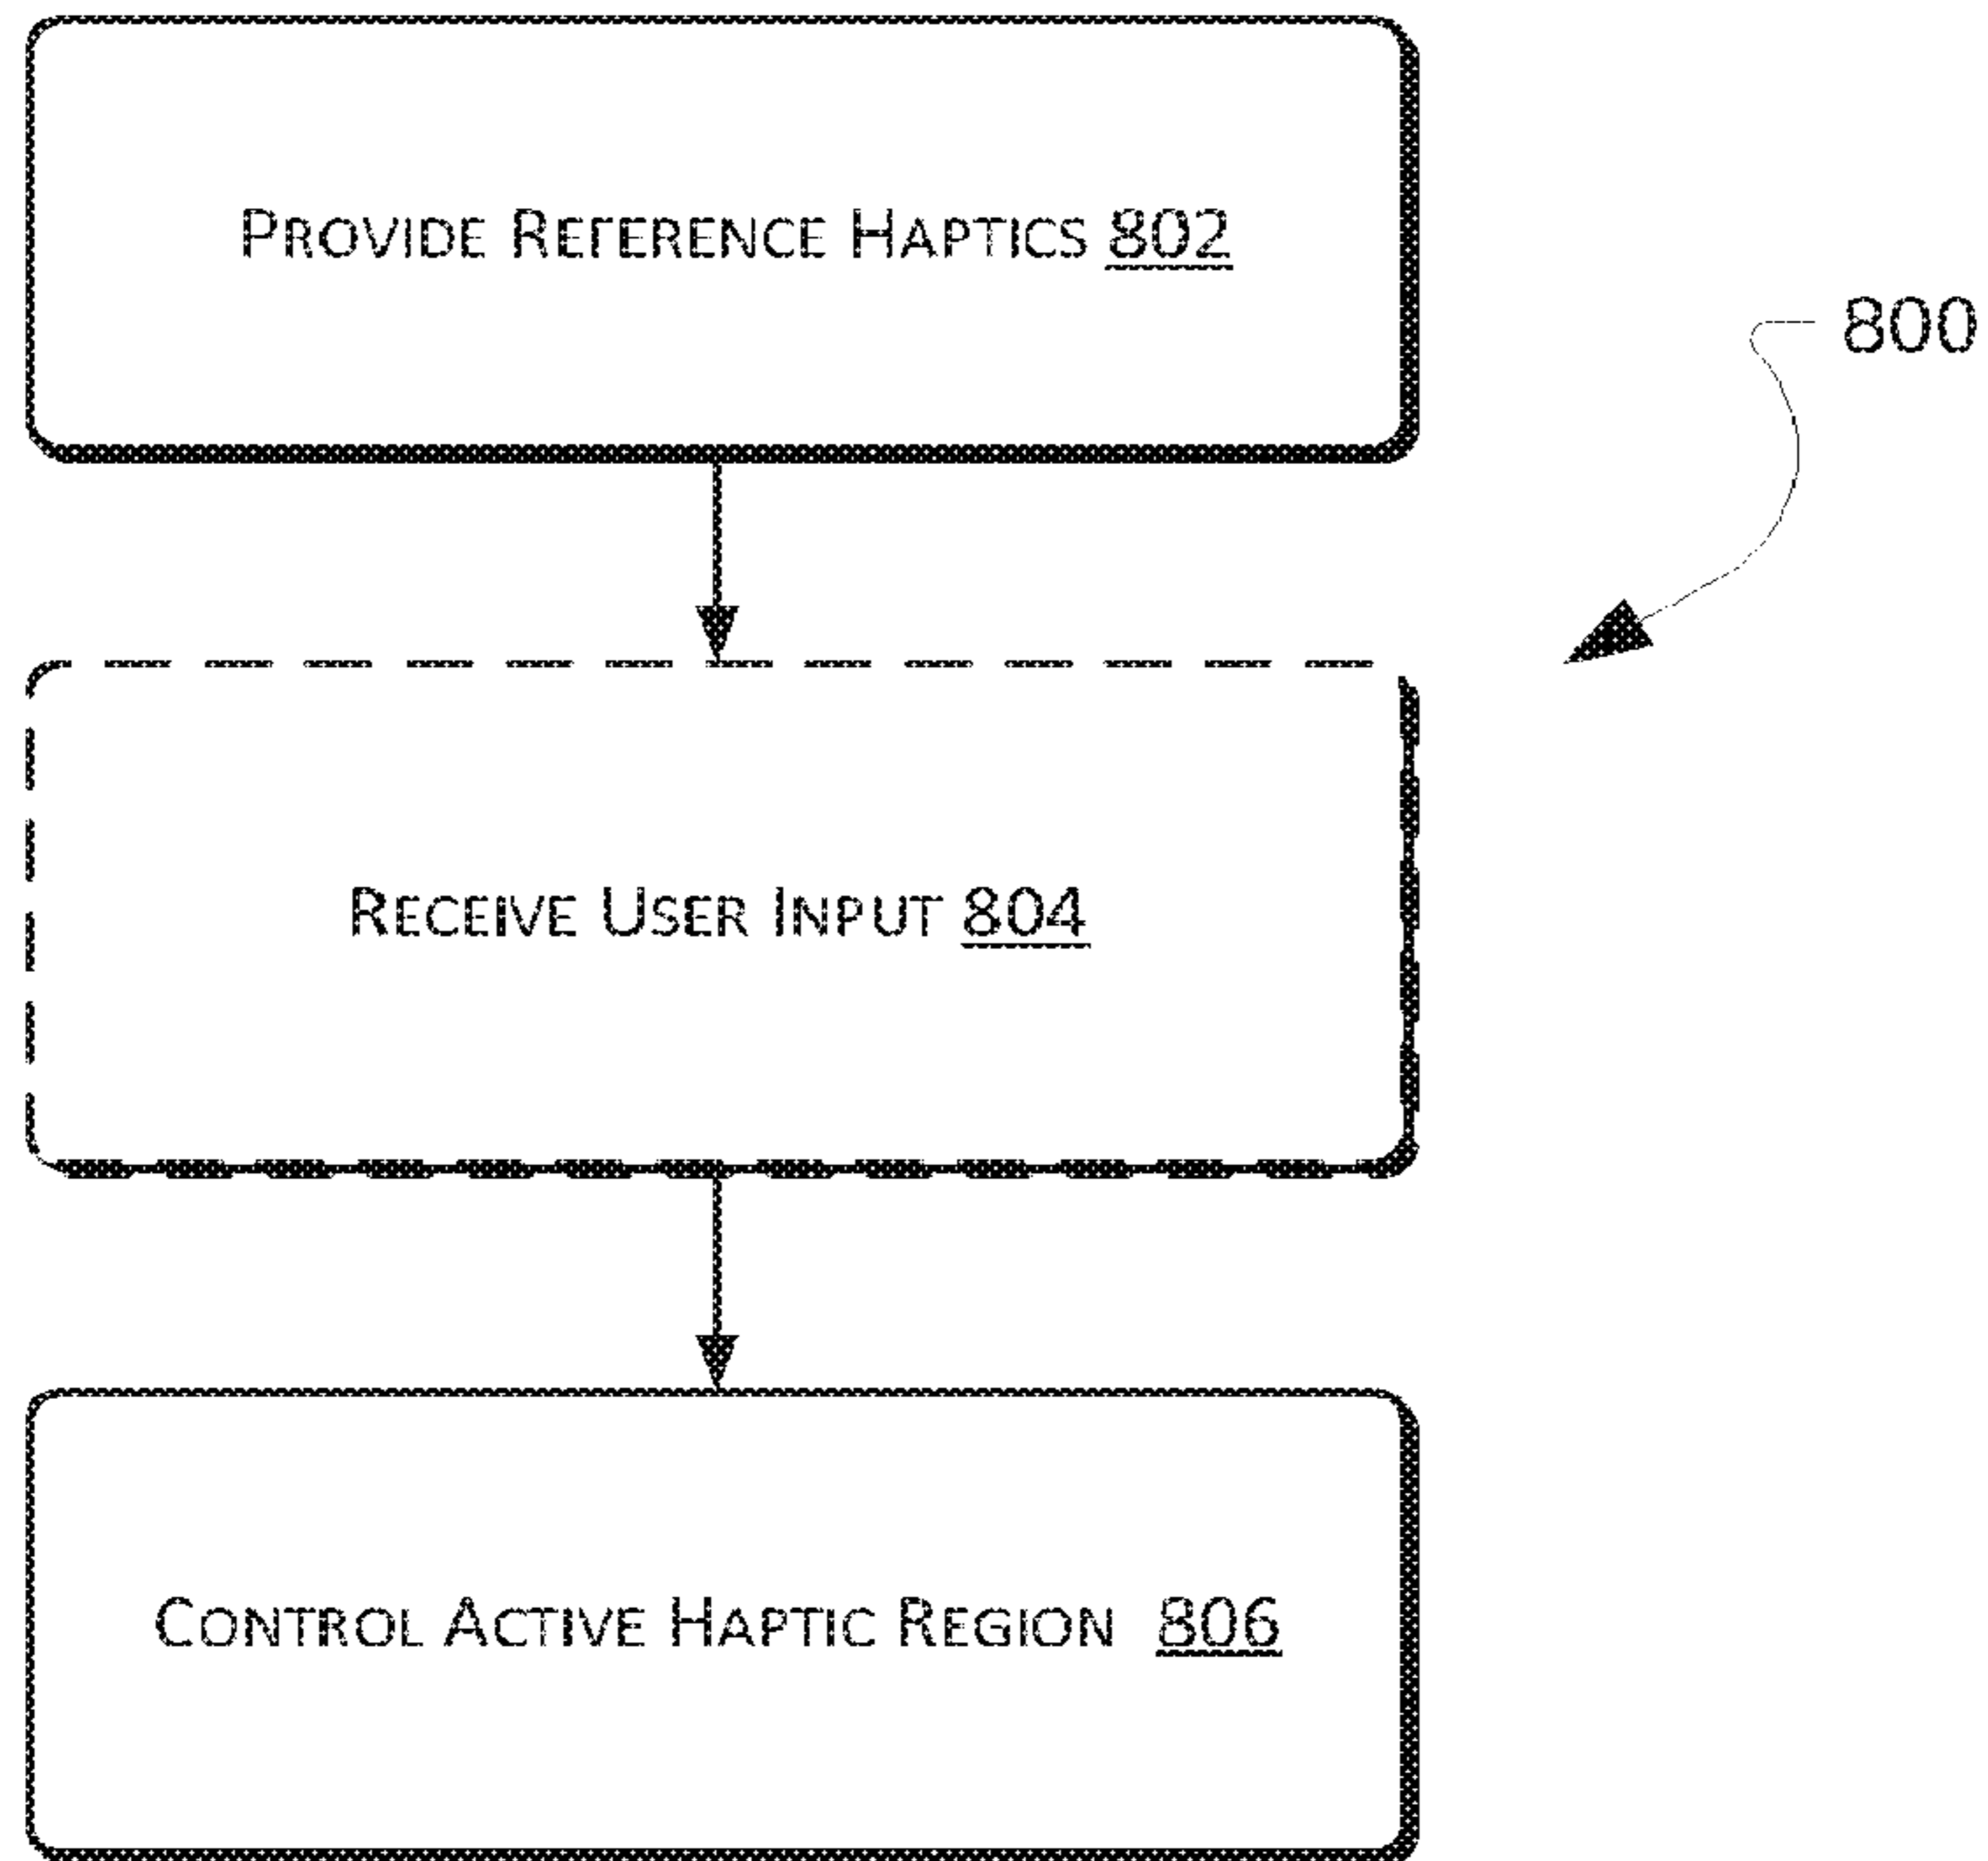 PROVIDE REFERENCE HAPTICS 802
800
RECEIVE USER INPUT 804
CONTROL ACTIVE HAPTIC REGION 806